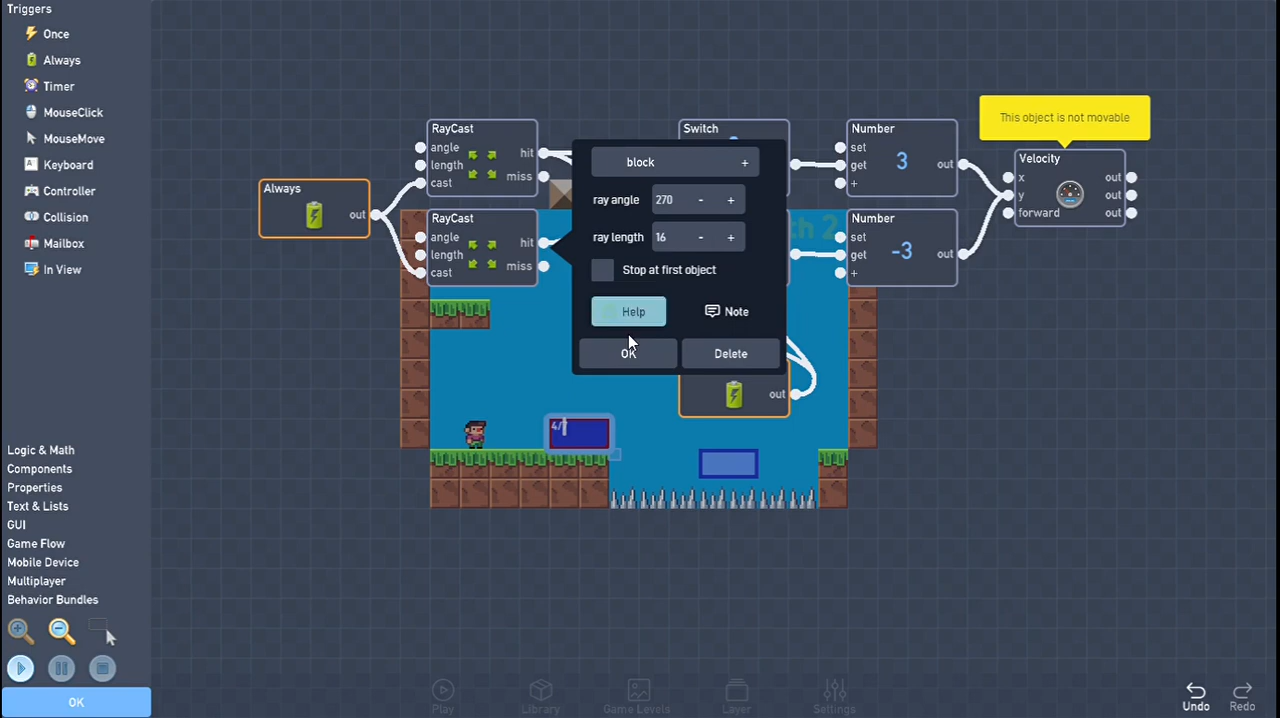 Triggers
Once
Always
Timer
MouseClick
MouseMove
Keyboard
Controller
Collision
Mailbox
In View
Logic & Math
Components
Properties
Text & Lists
GUI
Game Flow
Mobile Device
Multiplayer
Behavior Bundles
OK
Always
out
RayCast
angle
length
cast
hit
miss
RayCast
angle
length
cast
hit
miss
block +
ray angle 270 - +
ray length 16 - +
Stop at first object
Help
Note
OK
Delete
Switch
out
Number
set
get
+
3
out
Number
set
get
+
-3
out
This object is not movable
Velocity
x
y
forward
out
out
out
Play
Library
Game Levels
Layer
Settings
Undo
Redo